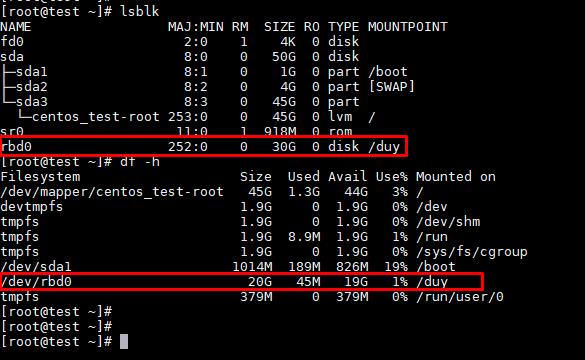 [root@test ~]# lsblk
NAME MAJ:MIN RM SIZE RO TYPE MOUNTPOINT
fd0 2:0 1 4K 0 disk
sda 8:0 0 50G 0 disk
├─sda1 8:1 0 1G 0 part /boot
├─sda2 8:2 0 4G 0 part [SWAP]
└─sda3 8:3 0 45G 0 part
└─centos_test-root 253:0 0 45G 0 lvm /
sr0 11:0 1 918M 0 rom
rbd0 252:0 0 30G 0 disk /duy
[root@test ~]# df -h
Filesystem Size Used Avail Use% Mounted on
/dev/mapper/centos_test-root 45G 1.3G 44G 3% /
devtmpfs 1.9G 0 1.9G 0% /dev
tmpfs 1.9G 0 1.9G 0% /dev/shm
tmpfs 1.9G 8.9M 1.9G 1% /run
tmpfs 1.9G 0 1.9G 0% /sys/fs/cgroup
/dev/sda1 1014M 189M 826M 19% /boot
/dev/rbd0 20G 45M 19G 1% /duy
tmpfs 379M 0 379M 0% /run/user/0
[root@test ~]#
[root@test ~]#
[root@test ~]#